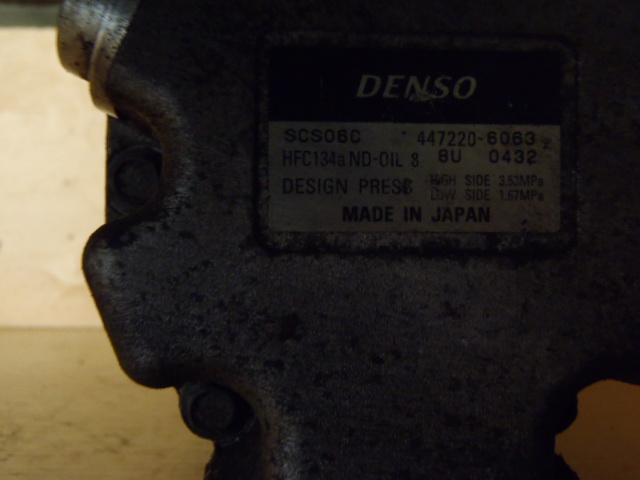 DENSO
SCS06C 447220-6063
HFC134a ND-OIL 8 8U 0432
DESIGN PRESS HIGH SIDE 3.53MPa
LOW SIDE 1.67MPa
MADE IN JAPAN